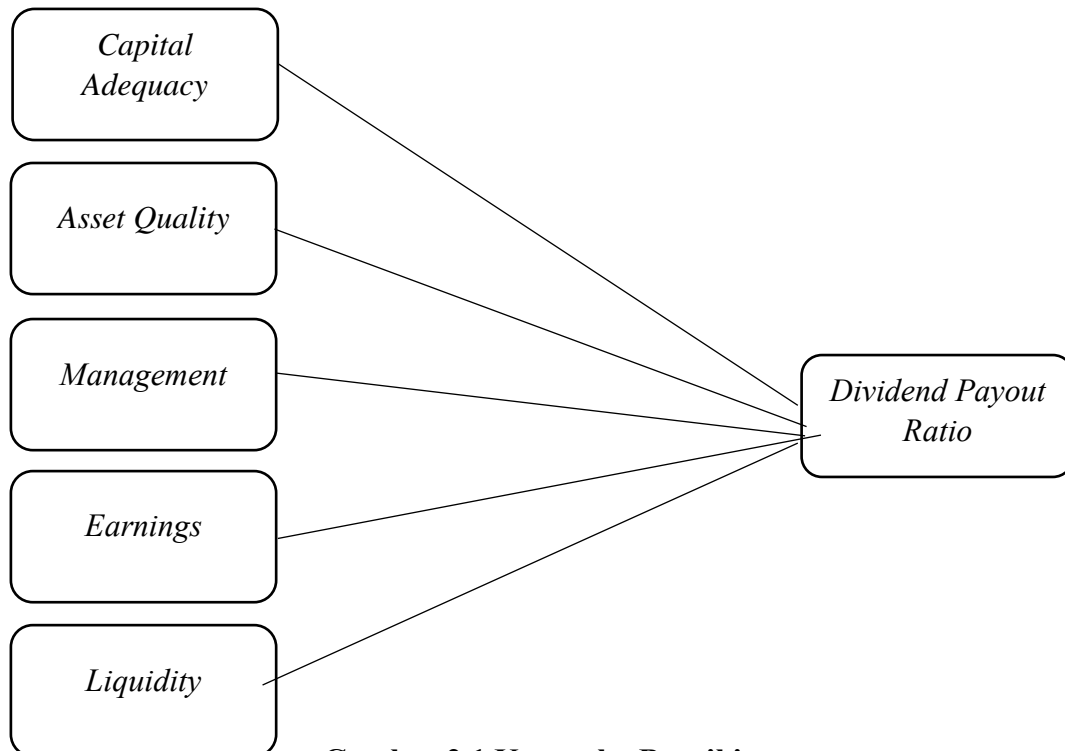 Capital
Adequacy
Asset Quality
Management
Dividend Payout
Ratio
Earnings
Liquidity